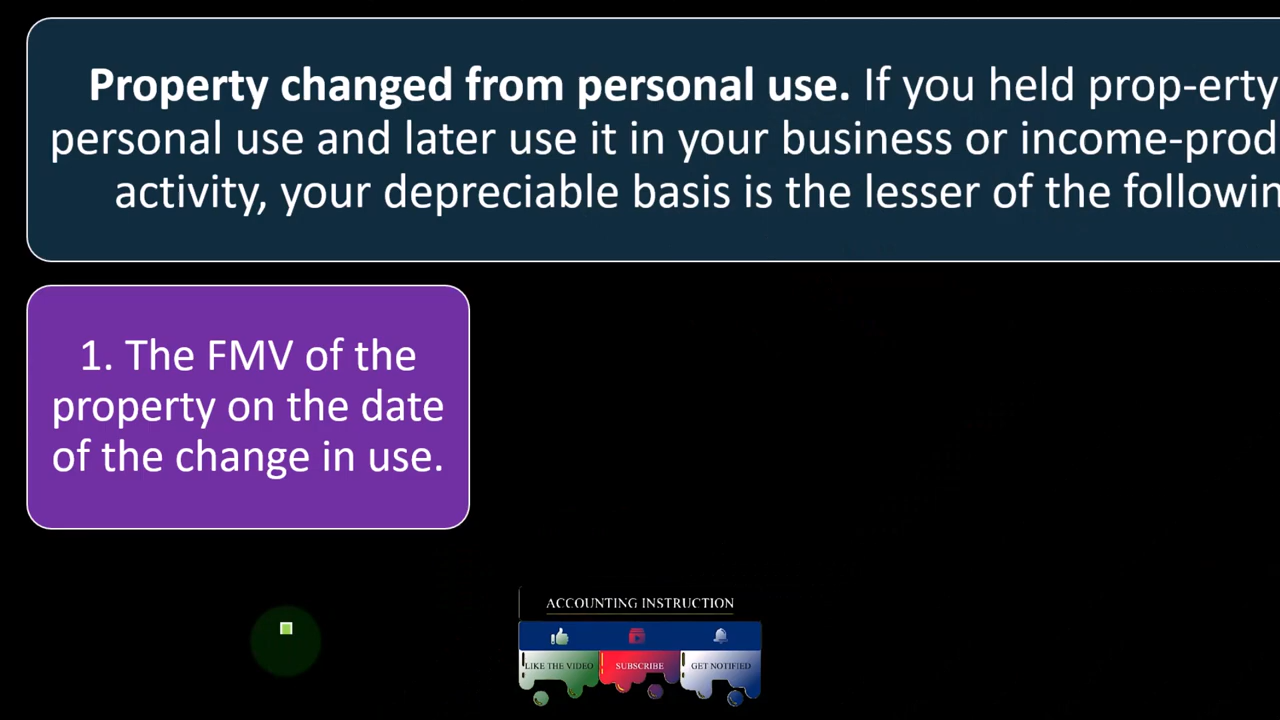 Property changed from personal use. If you held prop-erty
personal use and later use it in your business or income-prod
activity, your depreciable basis is the lesser of the followin
1. The FMV of the
property on the date
of the change in use.
ACCOUNTING INSTRUCTION
LIKE THE VIDEO SUBSCRIBE GET NOTIFIED